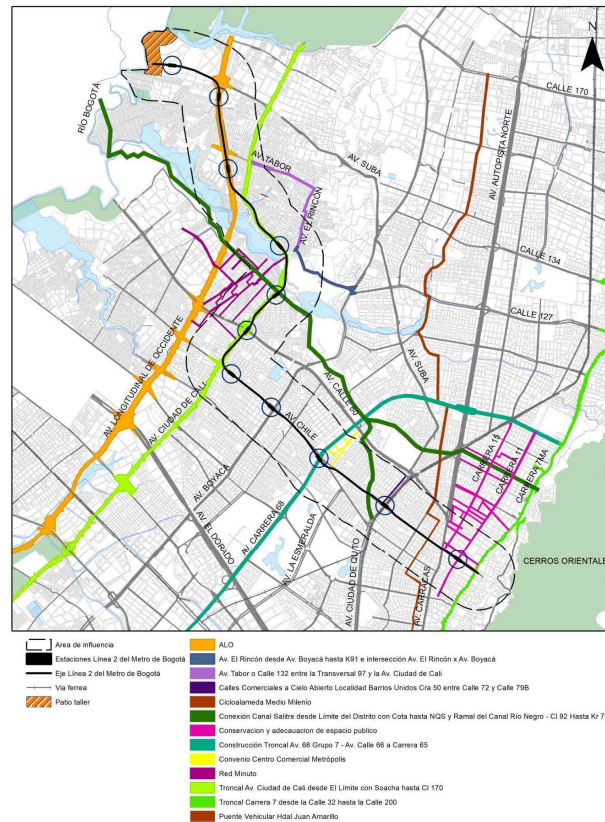 N
CALLE 170
RÍO BOGOTÁ
AV. TABOR
AV. SUBA
AV. AUTOPISTA NORTE
AV. EL RINCÓN
CALLE 134
CALLE 127
AV. LONGITUDINAL DE OCCIDENTE
AV. CIUDAD DE CALI
AV. SUBA
AV. CALLE 80
AV. CHILE
AV. BOYACA
CARRERA 15
CARRERA 11
CARRERA 7MA
AV. CARRERA 68
AV. EL DORADO
AV. LA ESMERALDA
AV. CIUDAD DE QUITO
AV. CARACAS
CERROS ORIENTALE
Area de influencia
Estaciones Línea 2 del Metro de Bogotá
Eje Línea 2 del Metro de Bogotá
Via ferrea
Patio taller
ALO
Av. El Rincón desde Av. Boyacá hasta K91 e intersección Av. El Rincón x Av. Boyacá
Av. Tabor o Calle 132 entre la Transversal 97 y la Av. Ciudad de Cali
Calles Comerciales a Cielo Abierto Localidad Barrios Unidos Cra 50 entre Calle 72 y Calle 79B
Cicloalameda Medio Milenio
Conexión Canal Salitre desde Límite del Distrito con Cota hasta NQS y Ramal del Canal Río Negro - Cl 92 Hasta Kr 7
Conservacion y adecauacion de espacio publico
Construcción Troncal Av. 68 Grupo 7 - Av. Calle 66 a Carrera 65
Convenio Centro Comercial Metrópolis
Red Minuto
Troncal Av. Ciudad de Cali desde El Límite con Soacha hasta Cl 170
Troncal Carrera 7 desde la Calle 32 hasta la Calle 200
Puente Vehicular Hdal Juan Amarillo